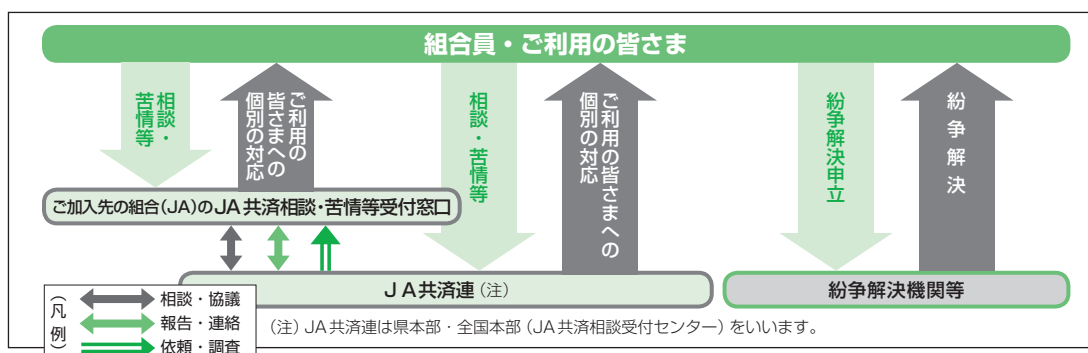 組合員・ご利用の皆さま
相談・
苦情等
ご利用の
皆さまへの
個別の対応
相談・苦情等
ご利用の皆さまへの
個別の対応
紛争解決申立
紛争解決
ご加入先の組合(JA)のJA共済相談・苦情等受付窓口
JA共済連(注)
紛争解決機関等
(凡例)
相談・協議
報告・連絡
依頼・調査
(注)JA共済連は県本部・全国本部(JA共済相談受付センター)をいいます。